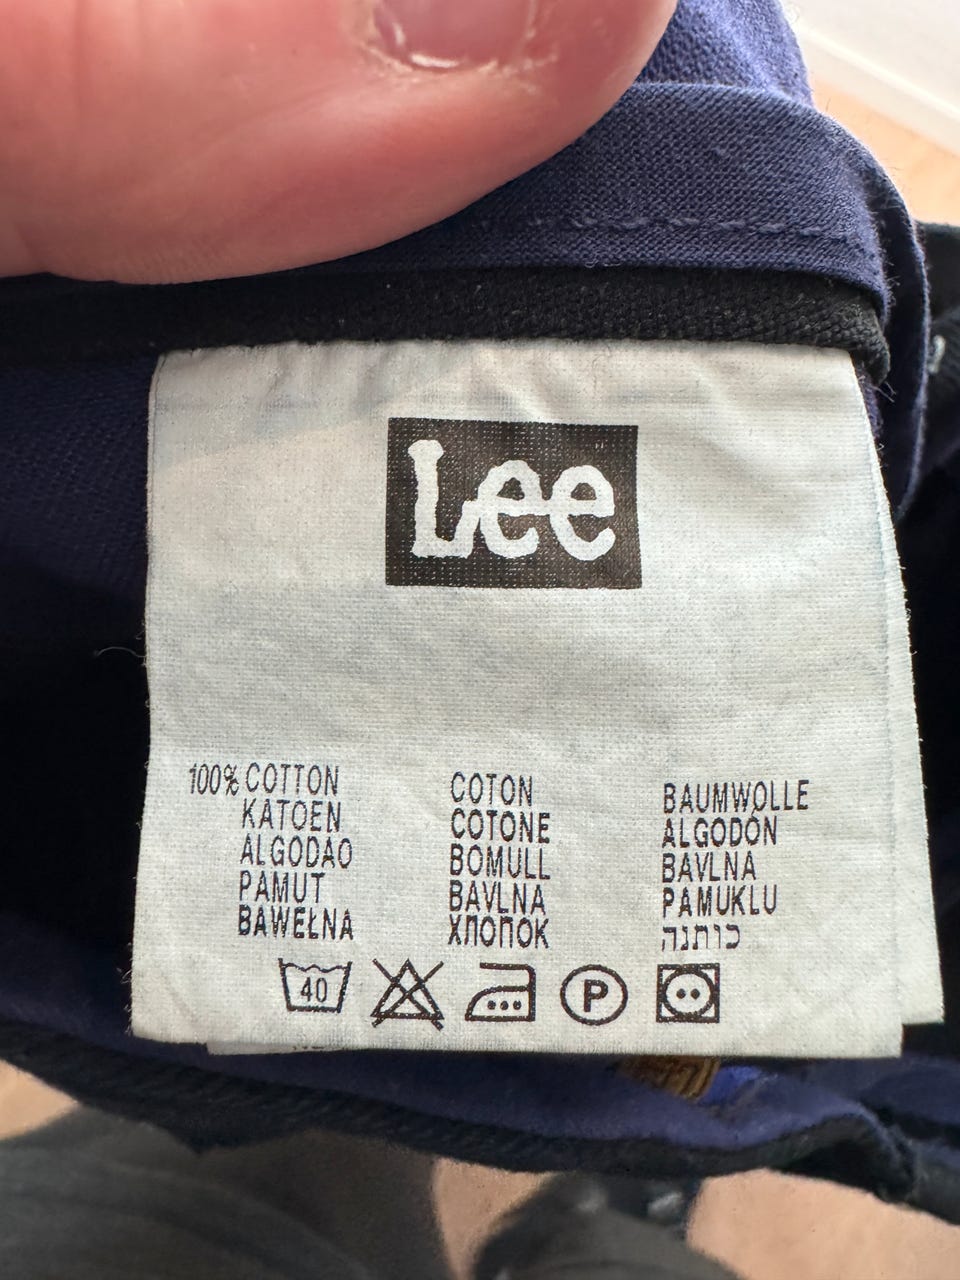 Lee
100% COTTON
KATOEN
ALGODAO
PAMUT
BAWEŁNA
COTON
COTONE
BOMULL
BAVLNA
ХЛОПОК
BAUMWOLLE
ALGODÓN
BAVLNA
PAMUKLU
כותנה
40
P